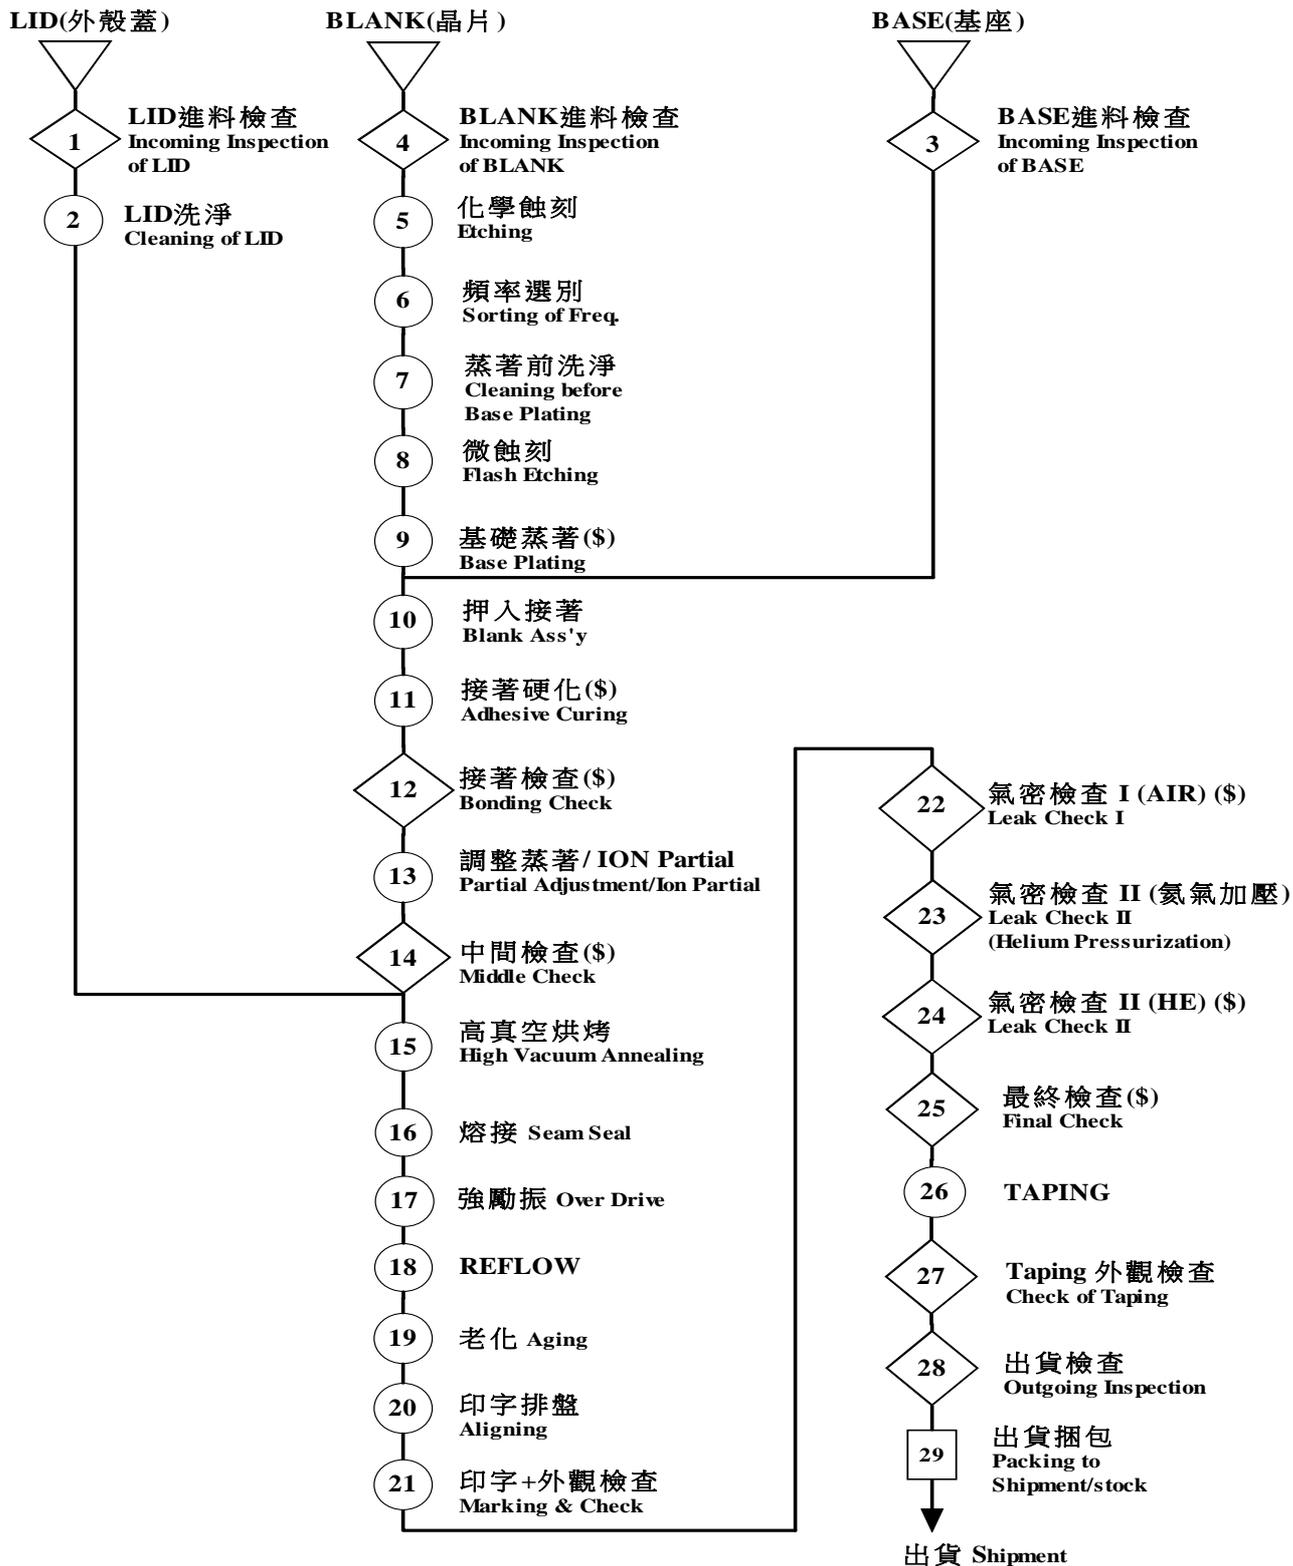 LID(外殼蓋)
1
LID進料檢查
Incoming Inspection
of LID
2
LID洗淨
Cleaning of LID
BLANK(晶片)
4
BLANK進料檢查
Incoming Inspection
of BLANK
5
化學蝕刻
Etching
6
頻率選別
Sorting of Freq.
7
蒸著前洗淨
Cleaning before
Base Plating
8
微蝕刻
Flash Etching
9
基礎蒸著($)
Base Plating
BASE(基座)
3
BASE進料檢查
Incoming Inspection
of BASE
10
押入接著
Blank Ass'y
11
接著硬化($)
Adhesive Curing
12
接著檢查($)
Bonding Check
13
調整蒸著/ ION Partial
Partial Adjustment/Ion Partial
14
中間檢查($)
Middle Check
15
高真空烘烤
High Vacuum Annealing
16
熔接 Seam Seal
17
強勵振 Over Drive
18
REFLOW
19
老化 Aging
20
印字排盤
Aligning
21
印字+外觀檢查
Marking & Check
22
氣密檢查 I (AIR) ($)
Leak Check I
23
氣密檢查 II (氦氣加壓)
Leak Check II
(Helium Pressurization)
24
氣密檢查 II (HE) ($)
Leak Check II
25
最終檢查($)
Final Check
26
TAPING
27
Taping 外觀檢查
Check of Taping
28
出貨檢查
Outgoing Inspection
29
出貨捆包
Packing to
Shipment/stock
出貨 Shipment